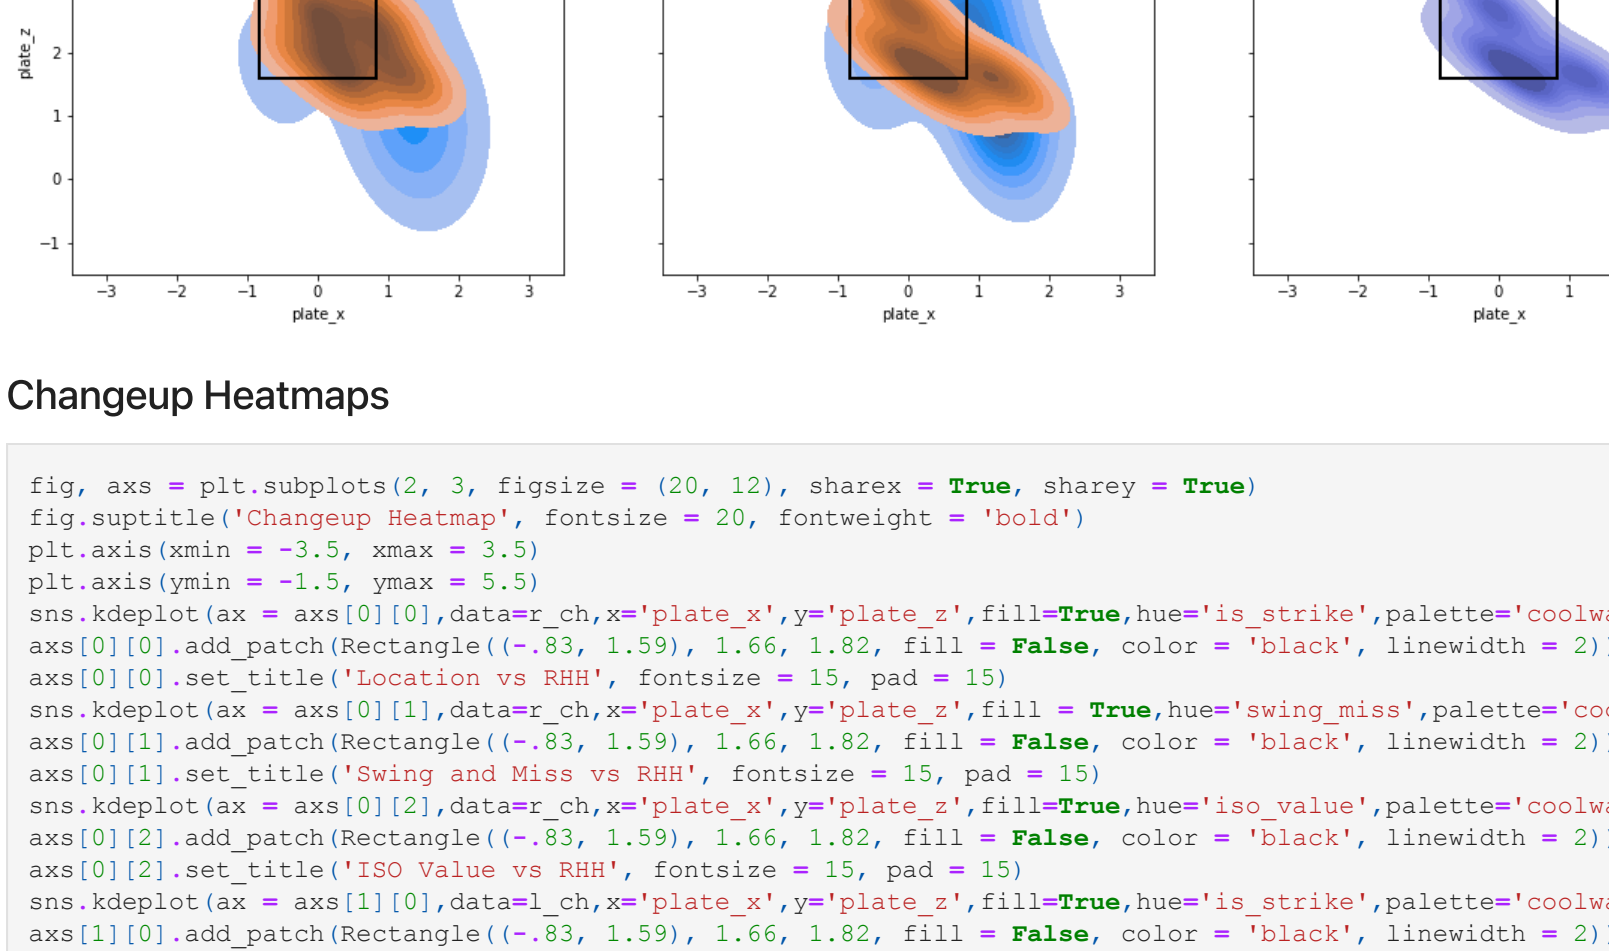 plate_z
2
1
0
−1
−3 −2 −1 0 1 2 3
−3 −2 −1 0 1 2 3
−3 −2 −1 0 1
plate_x
plate_x
plate_x
Changeup Heatmaps
fig, axs = plt.subplots(2, 3, figsize = (20, 12), sharex = True, sharey = True)
fig.suptitle('Changeup Heatmap', fontsize = 20, fontweight = 'bold')
plt.axis(xmin = -3.5, xmax = 3.5)
plt.axis(ymin = -1.5, ymax = 5.5)
sns.kdeplot(ax = axs[0][0],data=r_ch,x='plate_x',y='plate_z',fill=True,hue='is_strike',palette='coolwa
axs[0][0].add_patch(Rectangle((-.83, 1.59), 1.66, 1.82, fill = False, color = 'black', linewidth = 2))
axs[0][0].set_title('Location vs RHH', fontsize = 15, pad = 15)
sns.kdeplot(ax = axs[0][1],data=r_ch,x='plate_x',y='plate_z',fill = True,hue='swing_miss',palette='coo
axs[0][1].add_patch(Rectangle((-.83, 1.59), 1.66, 1.82, fill = False, color = 'black', linewidth = 2))
axs[0][1].set_title('Swing and Miss vs RHH', fontsize = 15, pad = 15)
sns.kdeplot(ax = axs[0][2],data=r_ch,x='plate_x',y='plate_z',fill=True,hue='iso_value',palette='coolwa
axs[0][2].add_patch(Rectangle((-.83, 1.59), 1.66, 1.82, fill = False, color = 'black', linewidth = 2))
axs[0][2].set_title('ISO Value vs RHH', fontsize = 15, pad = 15)
sns.kdeplot(ax = axs[1][0],data=l_ch,x='plate_x',y='plate_z',fill=True,hue='is_strike',palette='coolwa
axs[1][0].add_patch(Rectangle((-.83, 1.59), 1.66, 1.82, fill = False, color = 'black', linewidth = 2))